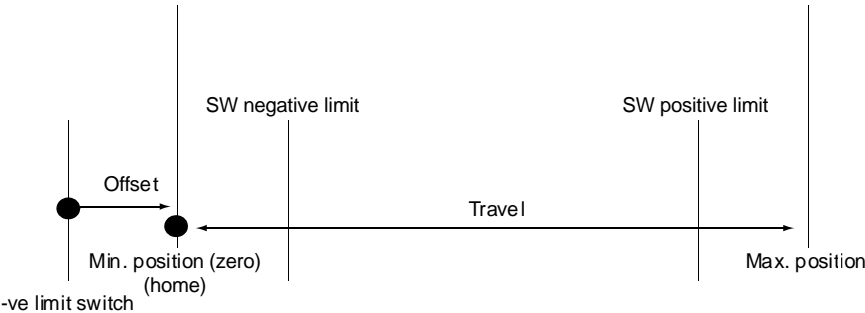 SW negative limit
SW positive limit
Offset
Travel
Min. position (zero)
(home)
Max. position
-ve limit switch